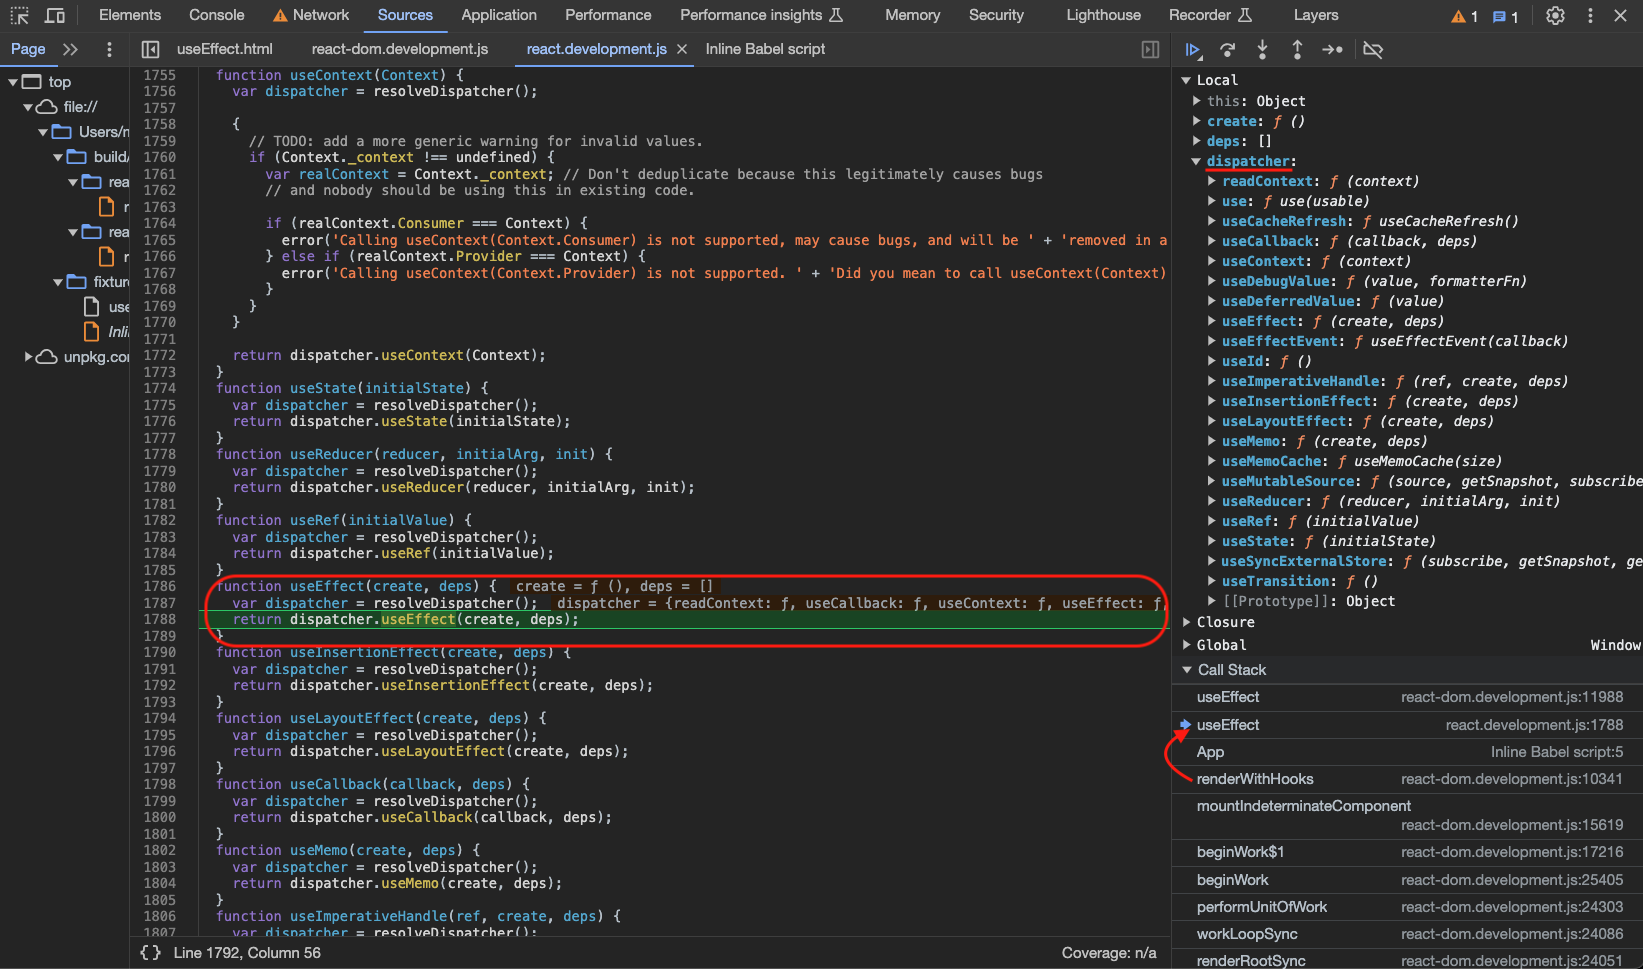 Elements Console Network Sources Application Performance Performance insights Memory Security Lighthouse Recorder Layers 1 1
Page useEffect.html react-dom.development.js react.development.js Inline Babel script
top
file://
Users/
build/
rea
r
rea
r
fixtur
use
Inli
unpkg.co
1755 function useContext(Context) {
1756 var dispatcher = resolveDispatcher();
1757
1758 {
1759 // TODO: add a more generic warning for invalid values.
1760 if (Context._context !== undefined) {
1761 var realContext = Context._context; // Don't deduplicate because this legitimately causes bugs
1762 // and nobody should be using this in existing code.
1763
1764 if (realContext.Consumer === Context) {
1765 error('Calling useContext(Context.Consumer) is not supported, may cause bugs, and will be ' + 'removed in a
1766 } else if (realContext.Provider === Context) {
1767 error('Calling useContext(Context.Provider) is not supported. ' + 'Did you mean to call useContext(Context)
1768 }
1769 }
1770 }
1771
1772 return dispatcher.useContext(Context);
1773 }
1774 function useState(initialState) {
1775 var dispatcher = resolveDispatcher();
1776 return dispatcher.useState(initialState);
1777 }
1778 function useReducer(reducer, initialArg, init) {
1779 var dispatcher = resolveDispatcher();
1780 return dispatcher.useReducer(reducer, initialArg, init);
1781 }
1782 function useRef(initialValue) {
1783 var dispatcher = resolveDispatcher();
1784 return dispatcher.useRef(initialValue);
1785 }
1786 function useEffect(create, deps) { create = ƒ (), deps = []
1787 var dispatcher = resolveDispatcher(); dispatcher = {readContext: ƒ, useCallback: ƒ, useContext: ƒ, useEffect: ƒ,
1788 return dispatcher.useEffect(create, deps);
1789 }
1790 function useInsertionEffect(create, deps) {
1791 var dispatcher = resolveDispatcher();
1792 return dispatcher.useInsertionEffect(create, deps);
1793 }
1794 function useLayoutEffect(create, deps) {
1795 var dispatcher = resolveDispatcher();
1796 return dispatcher.useLayoutEffect(create, deps);
1797 }
1798 function useCallback(callback, deps) {
1799 var dispatcher = resolveDispatcher();
1800 return dispatcher.useCallback(callback, deps);
1801 }
1802 function useMemo(create, deps) {
1803 var dispatcher = resolveDispatcher();
1804 return dispatcher.useMemo(create, deps);
1805 }
1806 function useImperativeHandle(ref, create, deps) {
1807 var dispatcher = resolveDispatcher();
{ } Line 1792, Column 56 Coverage: n/a
Local
this: Object
create: ƒ ()
deps: []
dispatcher:
readContext: ƒ (context)
use: ƒ use(usable)
useCacheRefresh: ƒ useCacheRefresh()
useCallback: ƒ (callback, deps)
useContext: ƒ (context)
useDebugValue: ƒ (value, formatterFn)
useDeferredValue: ƒ (value)
useEffect: ƒ (create, deps)
useEffectEvent: ƒ useEffectEvent(callback)
useId: ƒ ()
useImperativeHandle: ƒ (ref, create, deps)
useInsertionEffect: ƒ (create, deps)
useLayoutEffect: ƒ (create, deps)
useMemo: ƒ (create, deps)
useMemoCache: ƒ useMemoCache(size)
useMutableSource: ƒ (source, getSnapshot, subscribe
useReducer: ƒ (reducer, initialArg, init)
useRef: ƒ (initialValue)
useState: ƒ (initialState)
useSyncExternalStore: ƒ (subscribe, getSnapshot, ge
useTransition: ƒ ()
[[Prototype]]: Object
Closure
Global Window
Call Stack
useEffect react-dom.development.js:11988
useEffect react.development.js:1788
App Inline Babel script:5
renderWithHooks react-dom.development.js:10341
mountIndeterminateComponent
react-dom.development.js:15619
beginWork$1 react-dom.development.js:17216
beginWork react-dom.development.js:25405
performUnitOfWork react-dom.development.js:24303
workLoopSync react-dom.development.js:24086
renderRootSync react-dom.development.js:24051